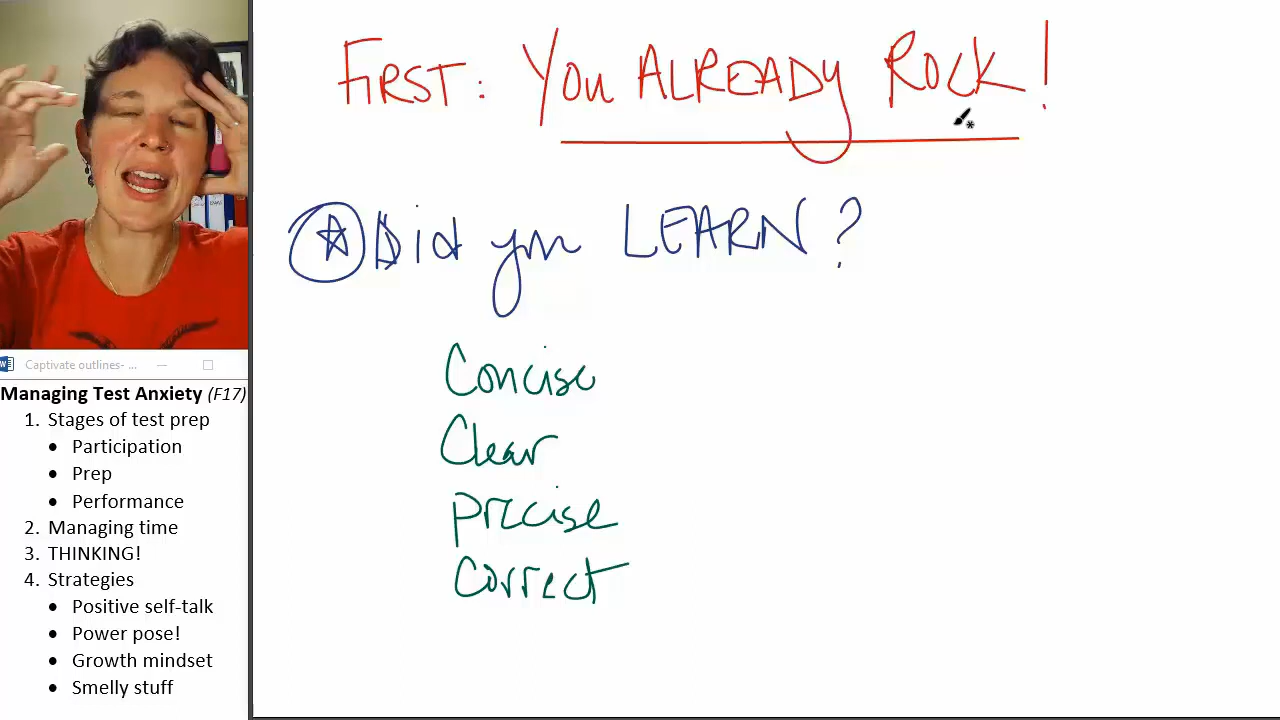 FIRST: YOU ALREADY ROCK!
Did you LEARN?
Concise
Clear
precise
Correct
Captivate outlines- ...
Managing Test Anxiety (F17)
1. Stages of test prep
• Participation
• Prep
• Performance
2. Managing time
3. THINKING!
4. Strategies
• Positive self-talk
• Power pose!
• Growth mindset
• Smelly stuff